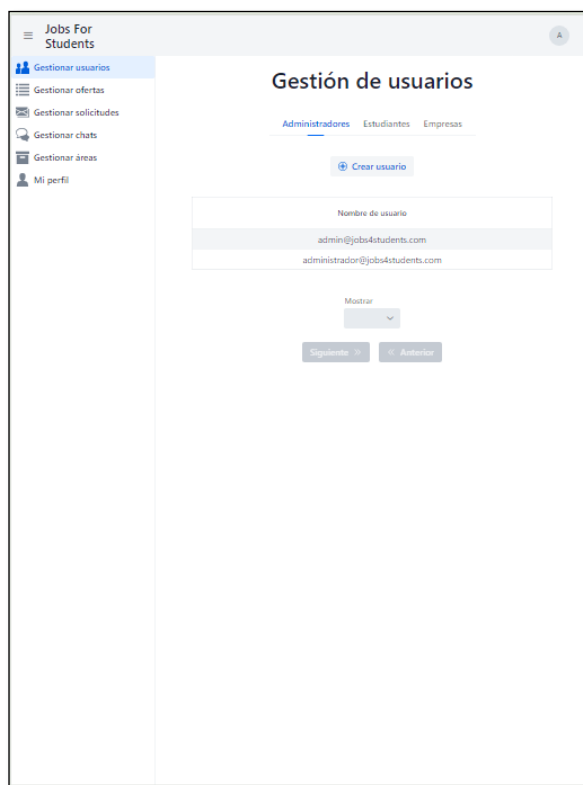 Jobs For
Students
A
Gestionar usuarios
Gestionar ofertas
Gestionar solicitudes
Gestionar chats
Gestionar áreas
Mi perfil
Gestión de usuarios
Administradores Estudiantes Empresas
Crear usuario
Nombre de usuario
admin@jobs4students.com
administrador@jobs4students.com
Mostrar
Siguiente Anterior